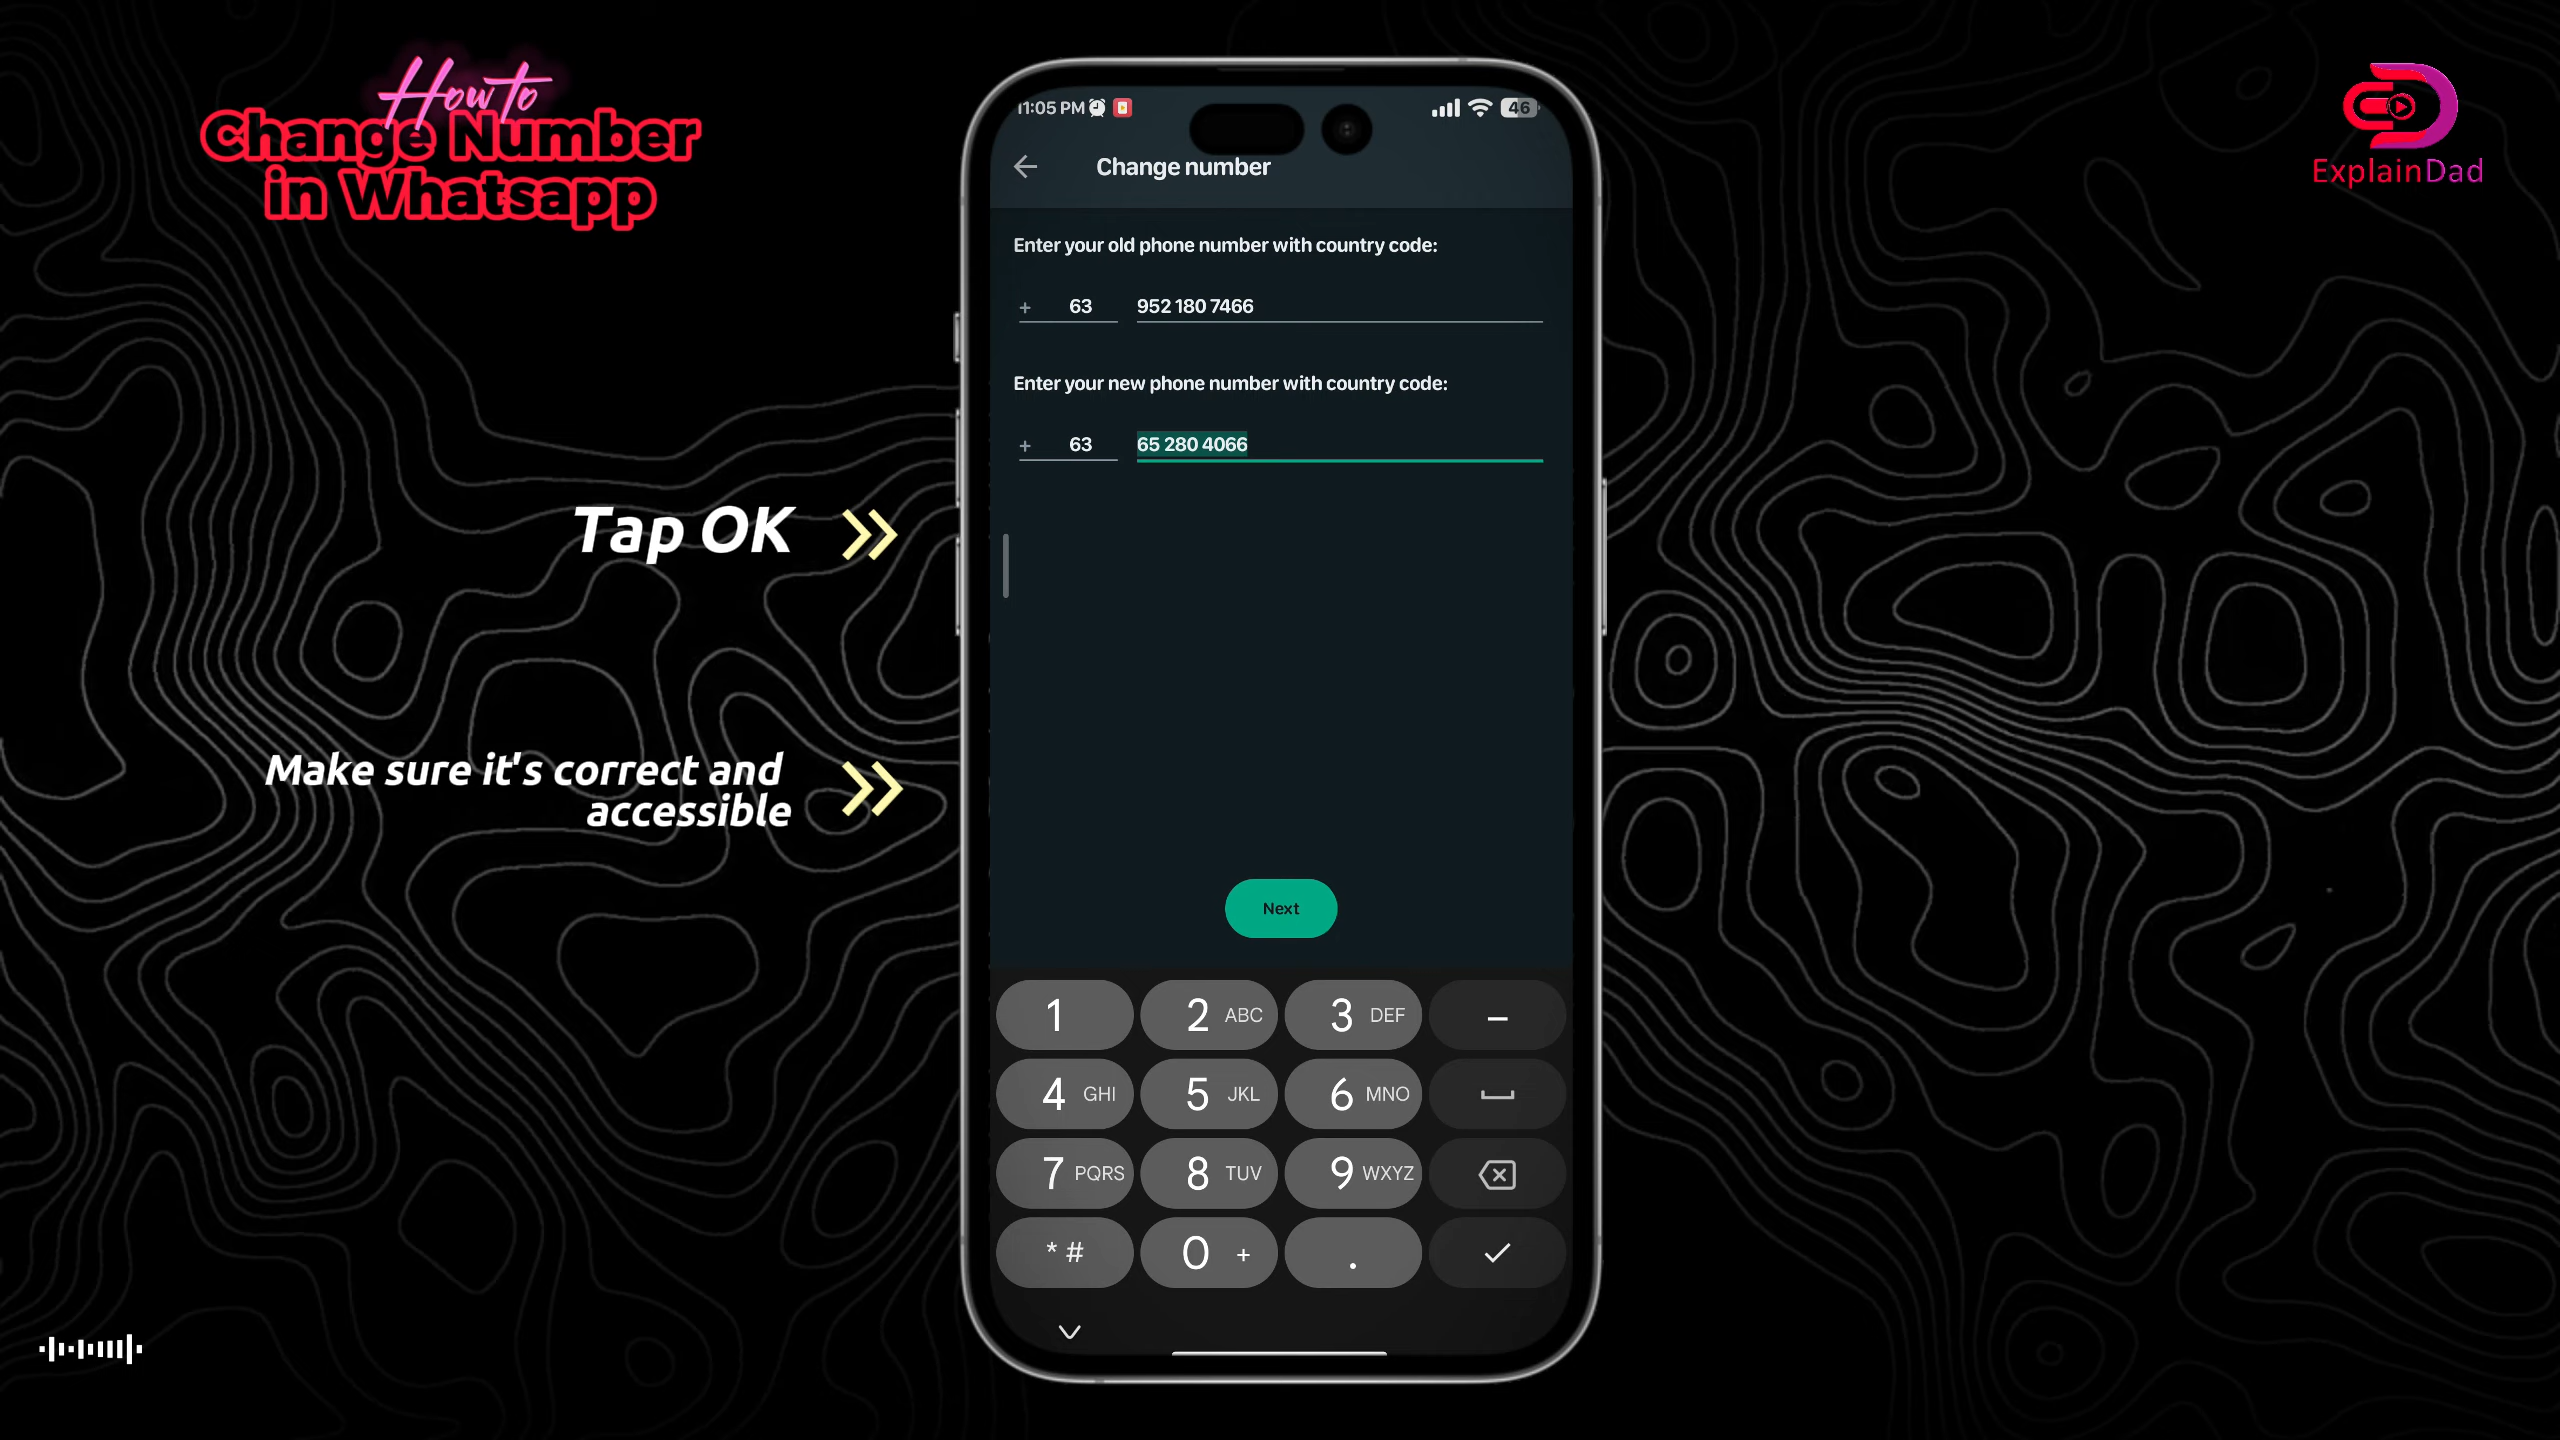 How to
Change Number
in Whatsapp
ExplainDad
Tap OK
Make sure it's correct and
accessible
11:05 PM
46
Change number
Enter your old phone number with country code:
+ 63 952 180 7466
Enter your new phone number with country code:
+ 63 65 280 4066
Next
1 2 ABC 3 DEF –
4 GHI 5 JKL 6 MNO
7 PQRS 8 TUV 9 WXYZ
* # 0 + .